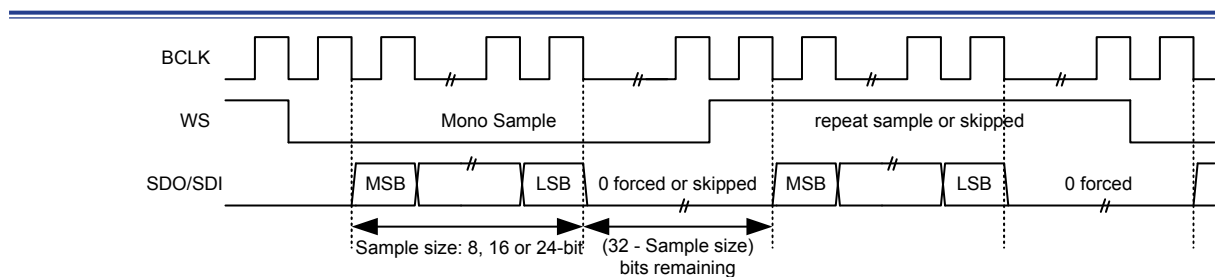 BCLK
WS
Mono Sample
repeat sample or skipped
SDO/SDI
MSB
LSB
0 forced or skipped
MSB
LSB
0 forced
Sample size: 8, 16 or 24-bit
(32 - Sample size)
bits remaining